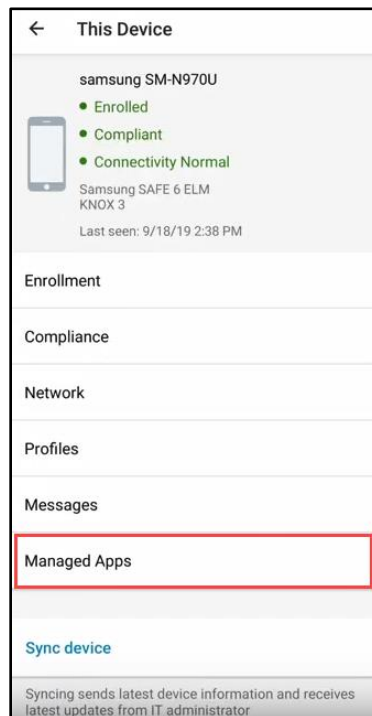 This Device
samsung SM-N970U
Enrolled
Compliant
Connectivity Normal
Samsung SAFE 6 ELM
KNOX 3
Last seen: 9/18/19 2:38 PM
Enrollment
Compliance
Network
Profiles
Messages
Managed Apps
Sync device
Syncing sends latest device information and receives
latest updates from IT administrator